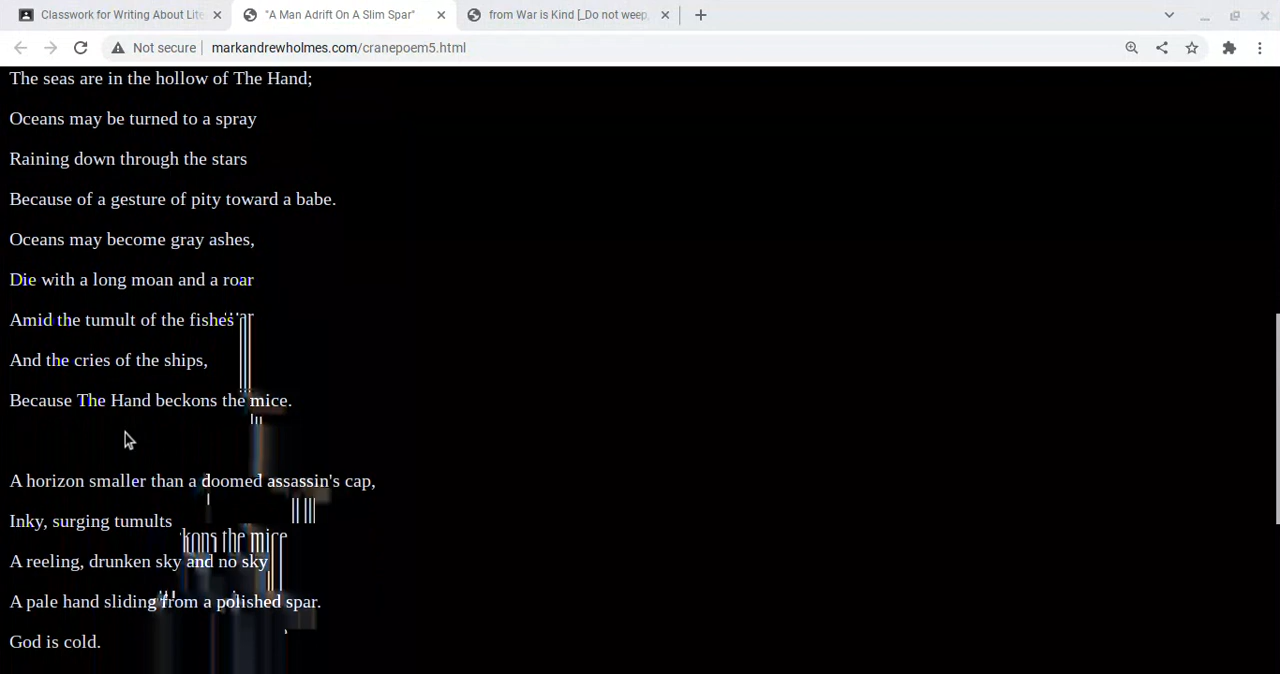 Classwork for Writing About Lite
"A Man Adrift On A Slim Spar"
from War is Kind [_Do not weep,
Not secure
markandrewholmes.com/cranepoem5.html
The seas are in the hollow of The Hand;
Oceans may be turned to a spray
Raining down through the stars
Because of a gesture of pity toward a babe.
Oceans may become gray ashes,
Die with a long moan and a roar
Amid the tumult of the fishes
And the cries of the ships,
Because The Hand beckons the mice.
A horizon smaller than a doomed assassin's cap,
Inky, surging tumults
kons the mice
A reeling, drunken sky and no sky
A pale hand sliding from a polished spar.
God is cold.